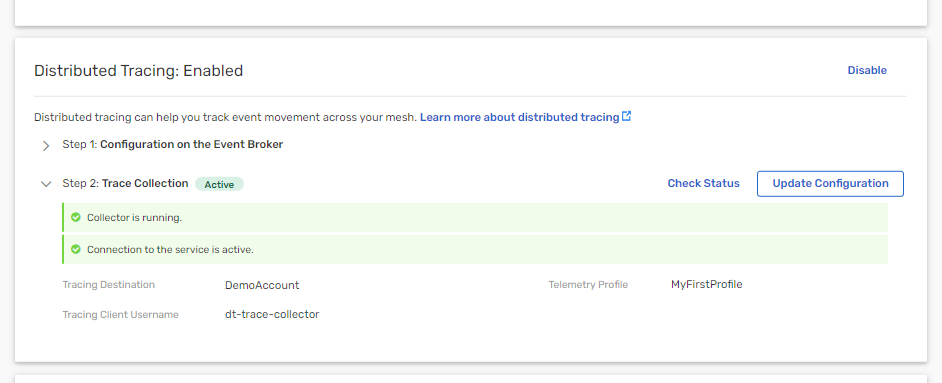 Distributed Tracing: Enabled
Disable
Distributed tracing can help you track event movement across your mesh. Learn more about distributed tracing
Step 1: Configuration on the Event Broker
Step 2: Trace Collection Active
Check Status
Update Configuration
Collector is running.
Connection to the service is active.
Tracing Destination DemoAccount
Telemetry Profile MyFirstProfile
Tracing Client Username dt-trace-collector